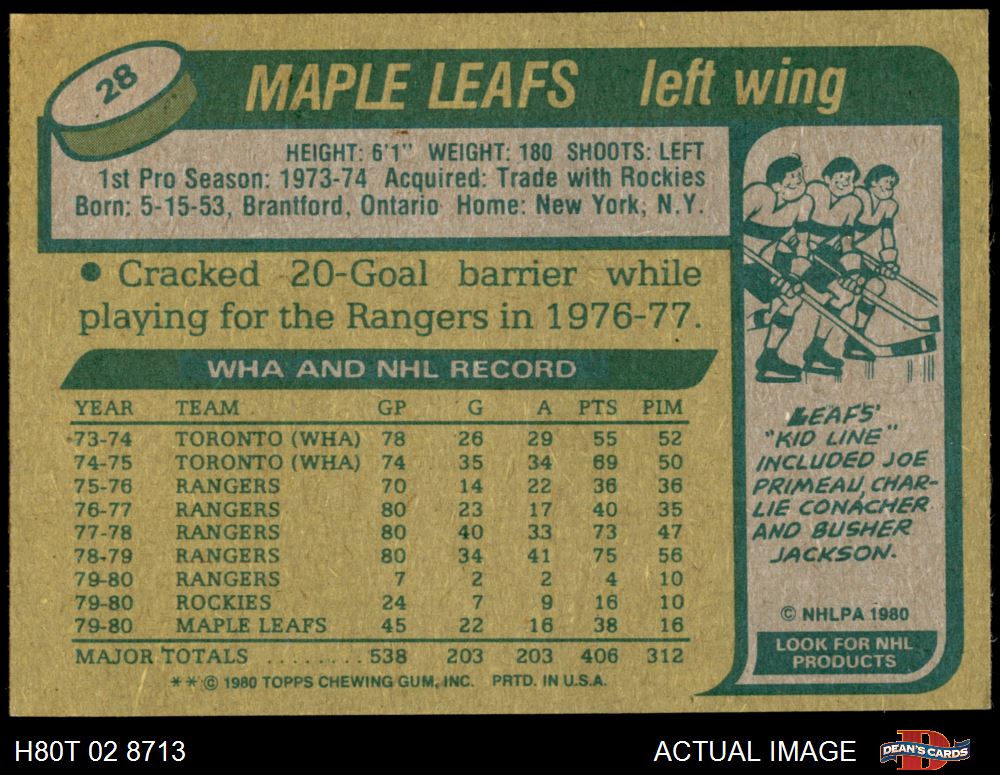 28
MAPLE LEAFS left wing
HEIGHT: 6'1" WEIGHT: 180 SHOOTS: LEFT
1st Pro Season: 1973-74 Acquired: Trade with Rockies
Born: 5-15-53, Brantford, Ontario Home: New York, N.Y.
• Cracked 20-Goal barrier while
playing for the Rangers in 1976-77.
WHA AND NHL RECORD
YEAR TEAM GP G A PTS PIM
73-74 TORONTO (WHA) 78 26 29 55 52
74-75 TORONTO (WHA) 74 35 34 69 50
75-76 RANGERS 70 14 22 36 36
76-77 RANGERS 80 23 17 40 35
77-78 RANGERS 80 40 33 73 47
78-79 RANGERS 80 34 41 75 56
79-80 RANGERS 7 2 2 4 10
79-80 ROCKIES 24 7 9 16 10
79-80 MAPLE LEAFS 45 22 16 38 16
MAJOR TOTALS ........538 203 203 406 312
**© 1980 TOPPS CHEWING GUM, INC. PRTD. IN U.S.A.
LEAFS'
"KID LINE"
INCLUDED JOE
PRIMEAU, CHAR-
LIE CONACHER
AND BUSHER
JACKSON.
© NHLPA 1980
LOOK FOR NHL
PRODUCTS
H80T 02 8713
ACTUAL IMAGE
D
DEAN'S CARDS